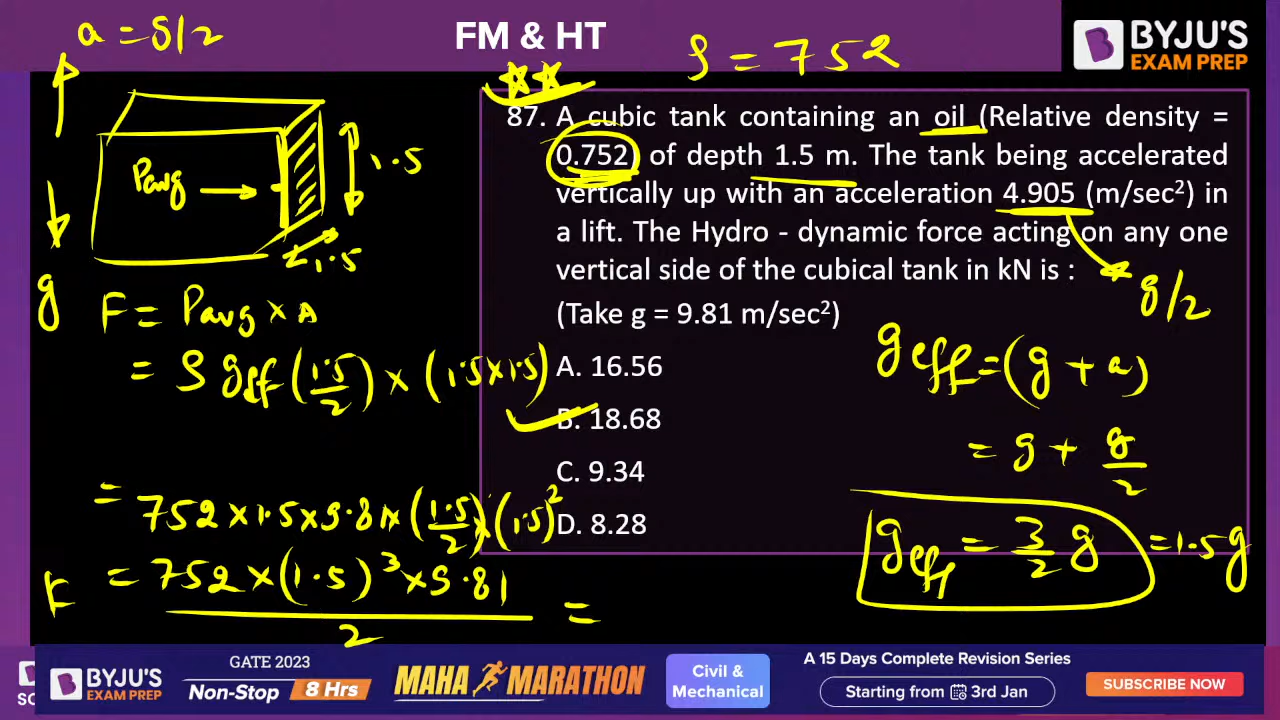 a = g/2
FM & HT
BYJU'S
EXAM PREP
ρ = 752
87. A cubic tank containing an oil (Relative density =
0.752) of depth 1.5 m. The tank being accelerated
vertically up with an acceleration 4.905 (m/sec²) in
a lift. The Hydro - dynamic force acting on any one
vertical side of the cubical tank in kN is :
(Take g = 9.81 m/sec²)
A. 16.56
B. 18.68
C. 9.34
D. 8.28
Pavg
1.5
1.5
g
F = Pavg × A
= ρ geff (1.5/2) × (1.5×1.5)
= 752×1.5×9.81×(1.5/2)×(1.5)²
F = 752×(1.5)³×9.81 / 2 =
g/2
geff = (g + a)
= g + g/2
geff = 3/2 g = 1.5g
BYJU'S
EXAM PREP
GATE 2023
Non-Stop 8 Hrs
MAHA MARATHON
Civil &
Mechanical
A 15 Days Complete Revision Series
Starting from 3rd Jan
SUBSCRIBE NOW